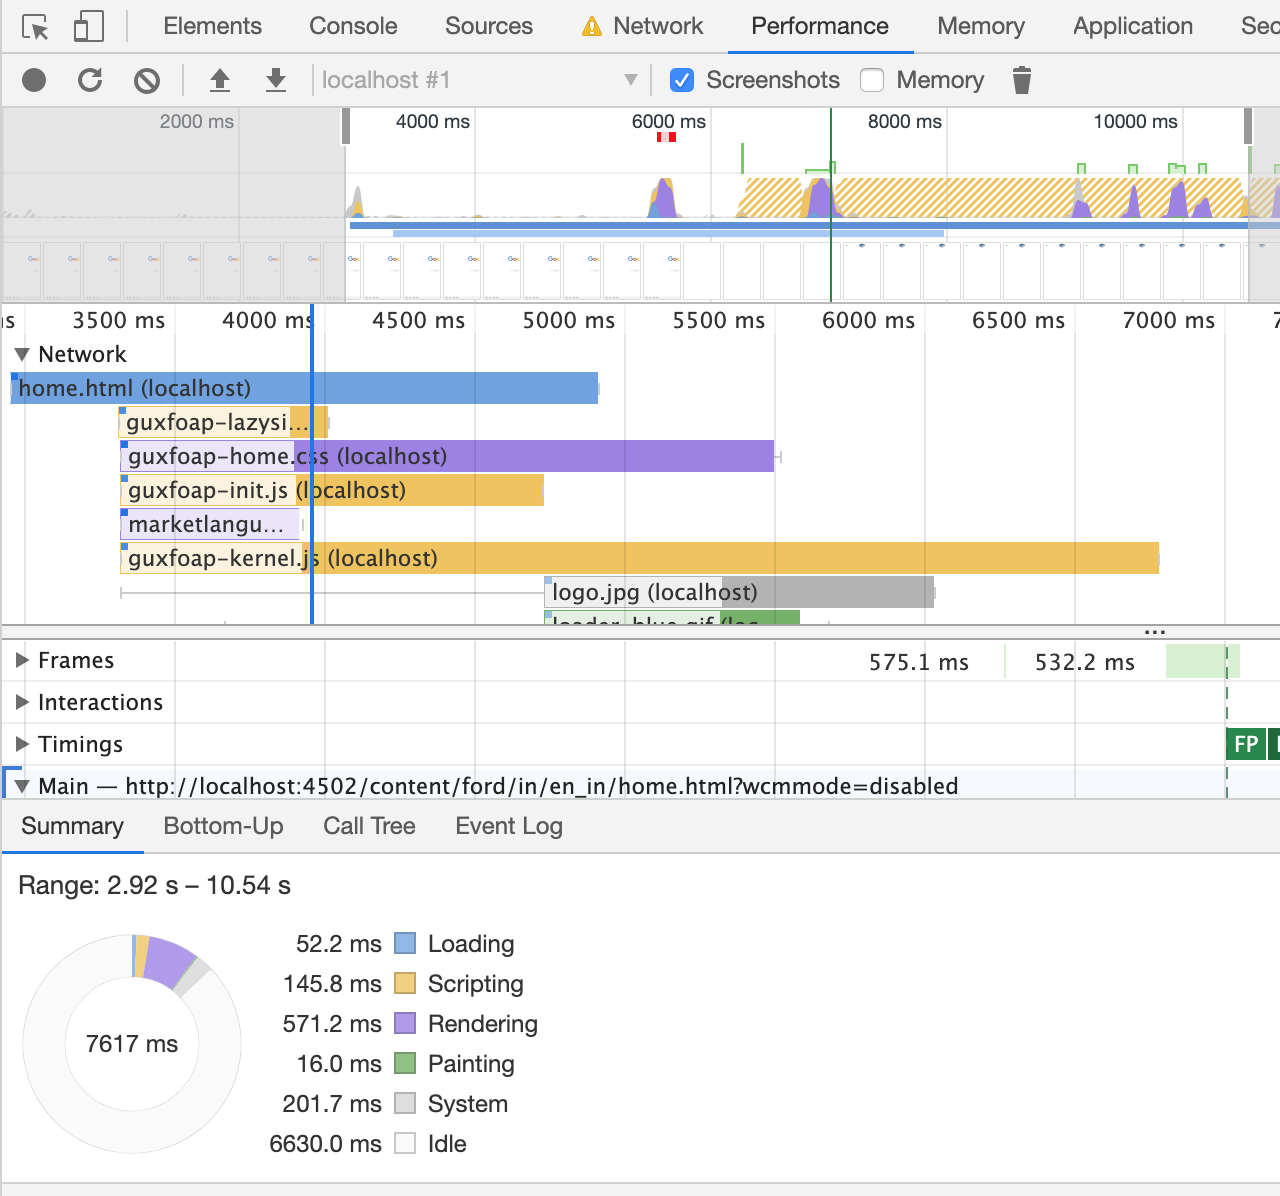 Elements Console Sources Network Performance Memory Application Sec
localhost #1 Screenshots Memory
2000 ms 4000 ms 6000 ms 8000 ms 10000 ms
ns 3500 ms 4000 ms 4500 ms 5000 ms 5500 ms 6000 ms 6500 ms 7000 ms 7
Network
home.html (localhost)
guxfoap-lazysi...
guxfoap-home.css (localhost)
guxfoap-init.js (localhost)
marketlangu...
guxfoap-kernel.js (localhost)
logo.jpg (localhost)
loader_blue.gif (loc...
...
Frames 575.1 ms 532.2 ms
Interactions
Timings FP
Main — http://localhost:4502/content/ford/in/en_in/home.html?wcmmode=disabled
Summary Bottom-Up Call Tree Event Log
Range: 2.92 s – 10.54 s
52.2 ms Loading
145.8 ms Scripting
571.2 ms Rendering
7617 ms
16.0 ms Painting
201.7 ms System
6630.0 ms Idle